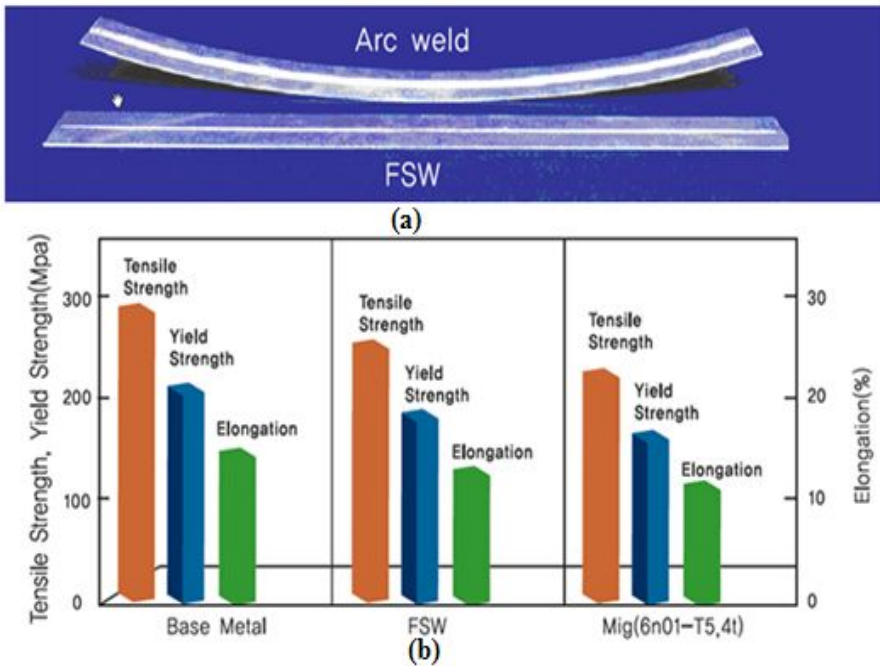 Arc weld
FSW
(a)
Tensile Strength, Yield Strength(Mpa)
300
200
100
0
Tensile
Strength
Yield
Strength
Elongation
Tensile
Strength
Yield
Strength
Elongation
Tensile
Strength
Yield
Strength
Elongation
30
20
10
0
Elongation(%)
Base Metal
FSW
Mig(6n01-T5,4t)
(b)